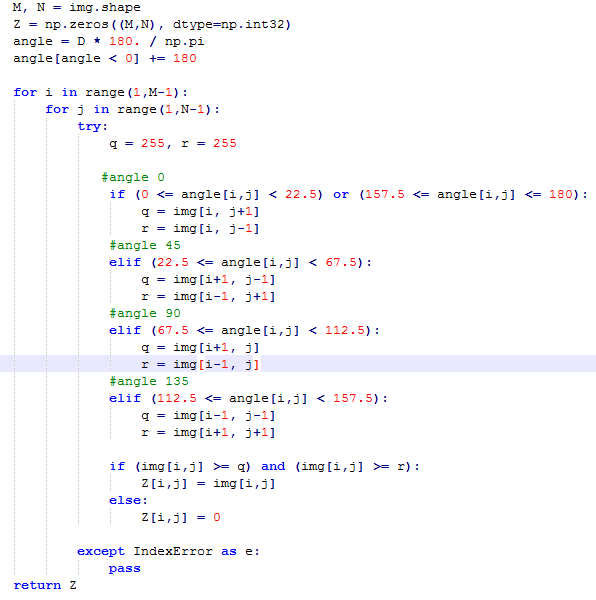 M, N = img.shape
Z = np.zeros((M,N), dtype=np.int32)
angle = D * 180. / np.pi
angle[angle < 0] += 180

for i in range(1,M-1):
    for j in range(1,N-1):
        try:
            q = 255, r = 255

           #angle 0
            if (0 <= angle[i,j] < 22.5) or (157.5 <= angle[i,j] <= 180):
                q = img[i, j+1]
                r = img[i, j-1]
            #angle 45
            elif (22.5 <= angle[i,j] < 67.5):
                q = img[i+1, j-1]
                r = img[i-1, j+1]
            #angle 90
            elif (67.5 <= angle[i,j] < 112.5):
                q = img[i+1, j]
                r = img[i-1, j]
            #angle 135
            elif (112.5 <= angle[i,j] < 157.5):
                q = img[i-1, j-1]
                r = img[i+1, j+1]

            if (img[i,j] >= q) and (img[i,j] >= r):
                Z[i,j] = img[i,j]
            else:
                Z[i,j] = 0

        except IndexError as e:
            pass
return Z